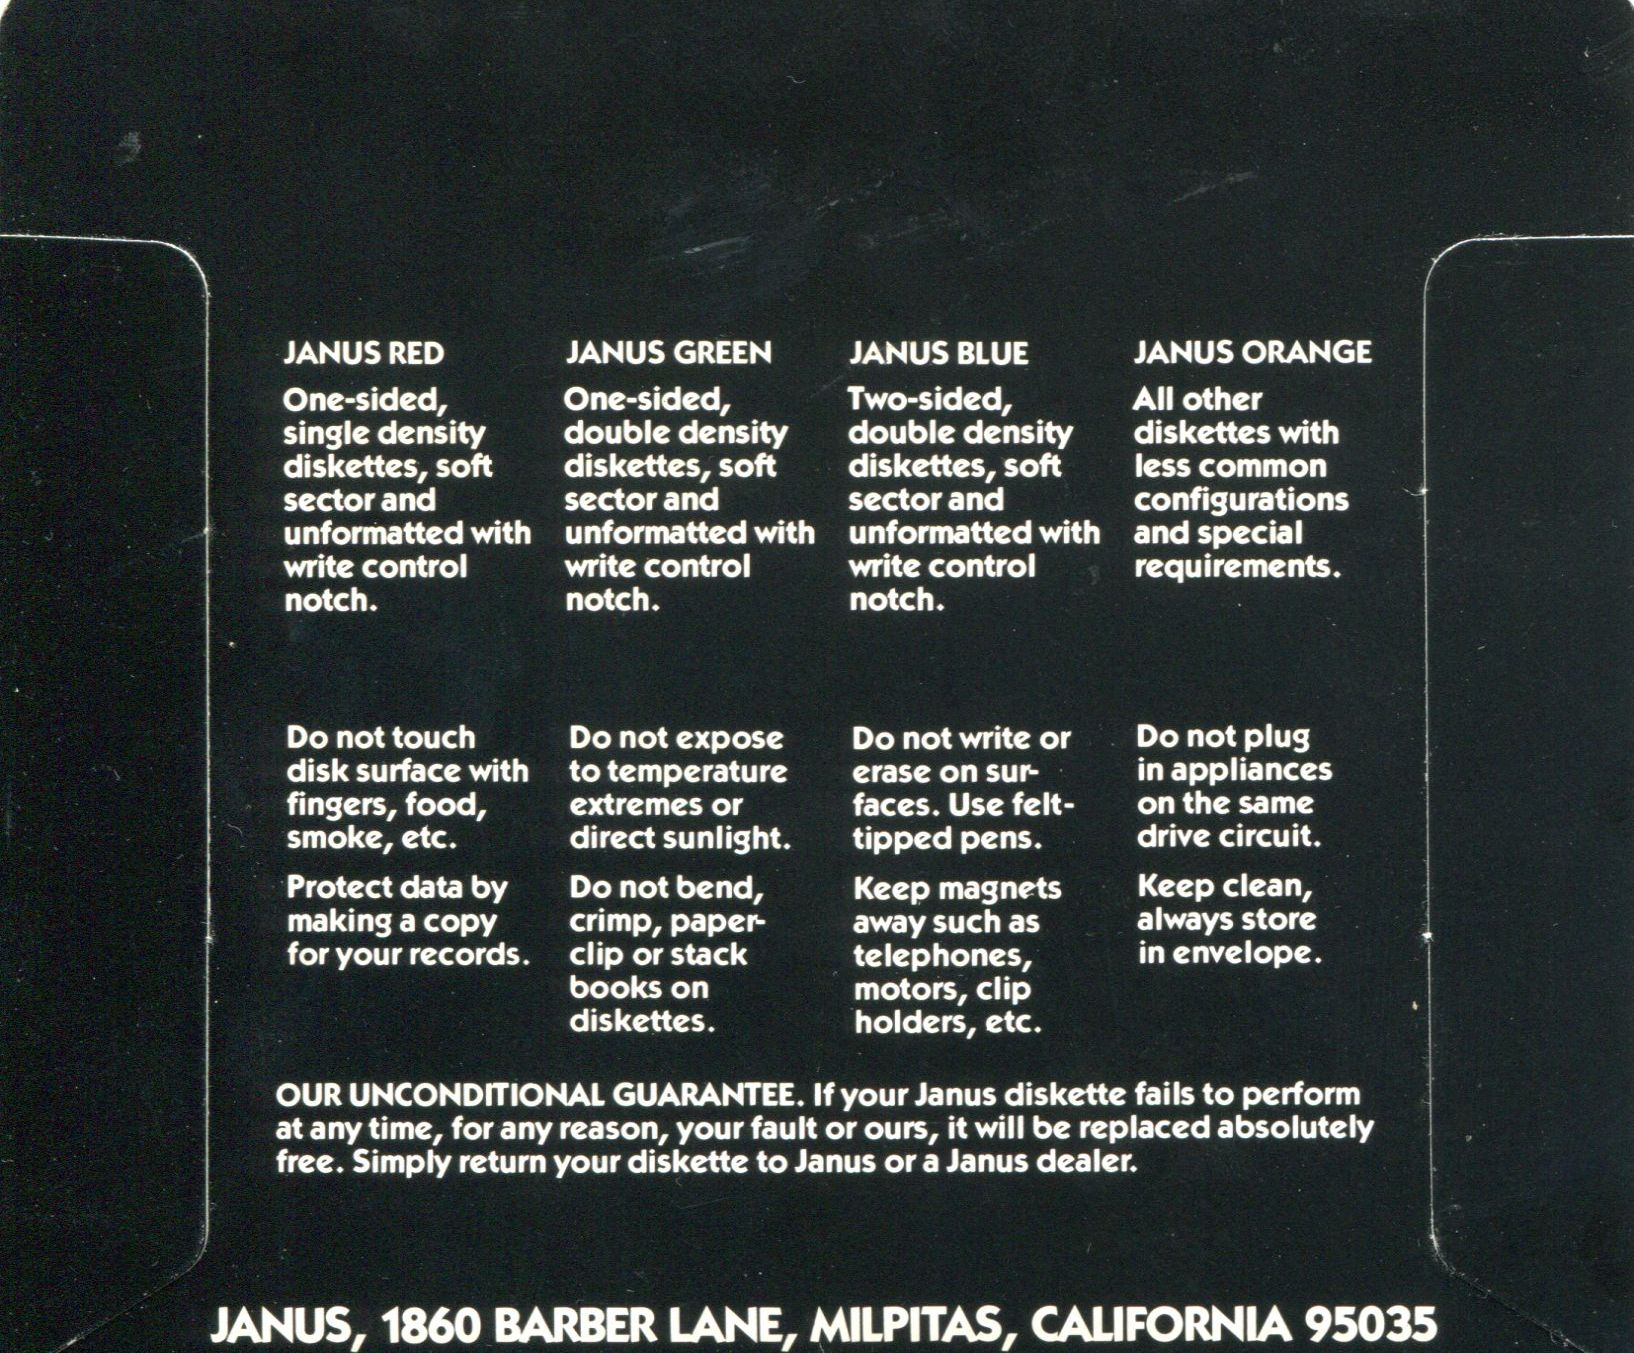 JANUS RED
One-sided,
single density
diskettes, soft
sector and
unformatted with
write control
notch.
JANUS GREEN
One-sided,
double density
diskettes, soft
sector and
unformatted with
write control
notch.
JANUS BLUE
Two-sided,
double density
diskettes, soft
sector and
unformatted with
write control
notch.
JANUS ORANGE
All other
diskettes with
less common
configurations
and special
requirements.
Do not touch
disk surface with
fingers, food,
smoke, etc.
Protect data by
making a copy
for your records.
Do not expose
to temperature
extremes or
direct sunlight.
Do not bend,
crimp, paper-
clip or stack
books on
diskettes.
Do not write or
erase on sur-
faces. Use felt-
tipped pens.
Keep magnets
away such as
telephones,
motors, clip
holders, etc.
Do not plug
in appliances
on the same
drive circuit.
Keep clean,
always store
in envelope.
OUR UNCONDITIONAL GUARANTEE. If your Janus diskette fails to perform
at any time, for any reason, your fault or ours, it will be replaced absolutely
free. Simply return your diskette to Janus or a Janus dealer.
JANUS, 1860 BARBER LANE, MILPITAS, CALIFORNIA 95035